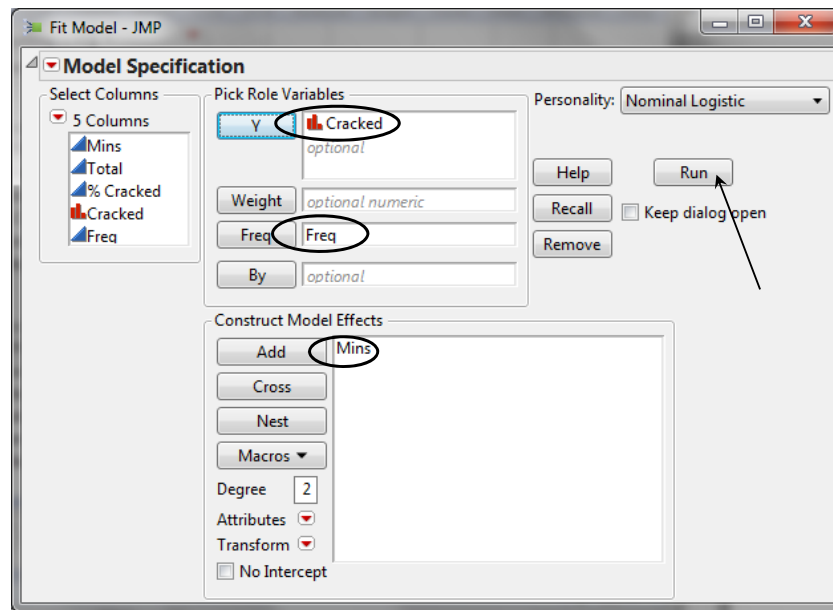 Fit Model - JMP
Model Specification
Select Columns
5 Columns
Mins
Total
% Cracked
Cracked
Freq
Pick Role Variables
Y
Cracked
optional
Weight
optional numeric
Freq
Freq
By
optional
Personality: Nominal Logistic
Help
Run
Recall
Keep dialog open
Remove
Construct Model Effects
Add
Mins
Cross
Nest
Macros
Degree 2
Attributes
Transform
No Intercept